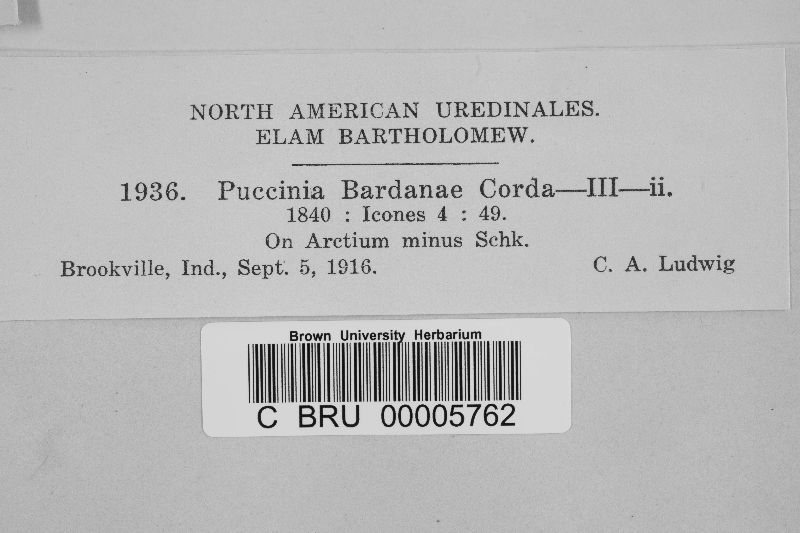 NORTH AMERICAN UREDINALES.
ELAM BARTHOLOMEW.
1936. Puccinia Bardanae Corda—III—ii.
1840 : Icones 4 : 49.
On Arctium minus Schk.
Brookville, Ind., Sept. 5, 1916. C. A. Ludwig
Brown University Herbarium
C BRU 00005762